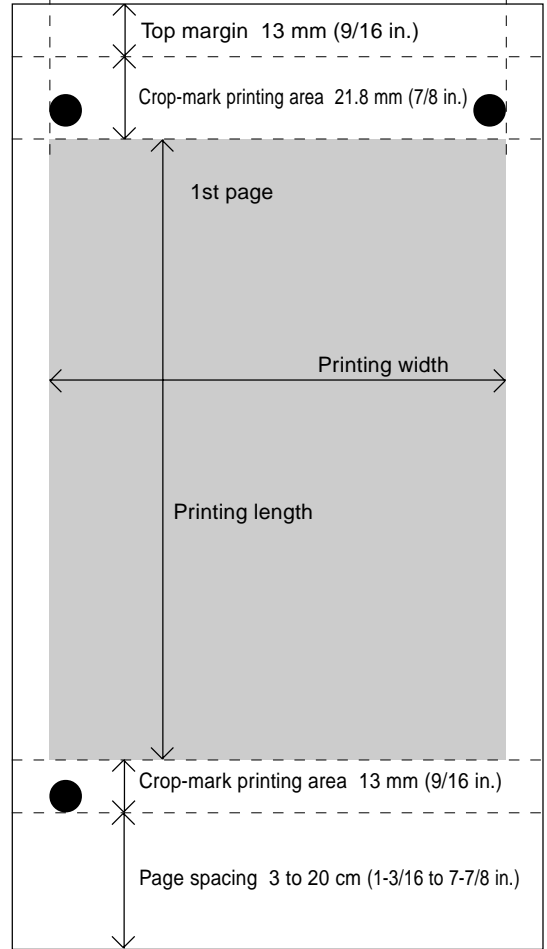 Top margin 13 mm (9/16 in.)
Crop-mark printing area 21.8 mm (7/8 in.)
1st page
Printing width
Printing length
Crop-mark printing area 13 mm (9/16 in.)
Page spacing 3 to 20 cm (1-3/16 to 7-7/8 in.)